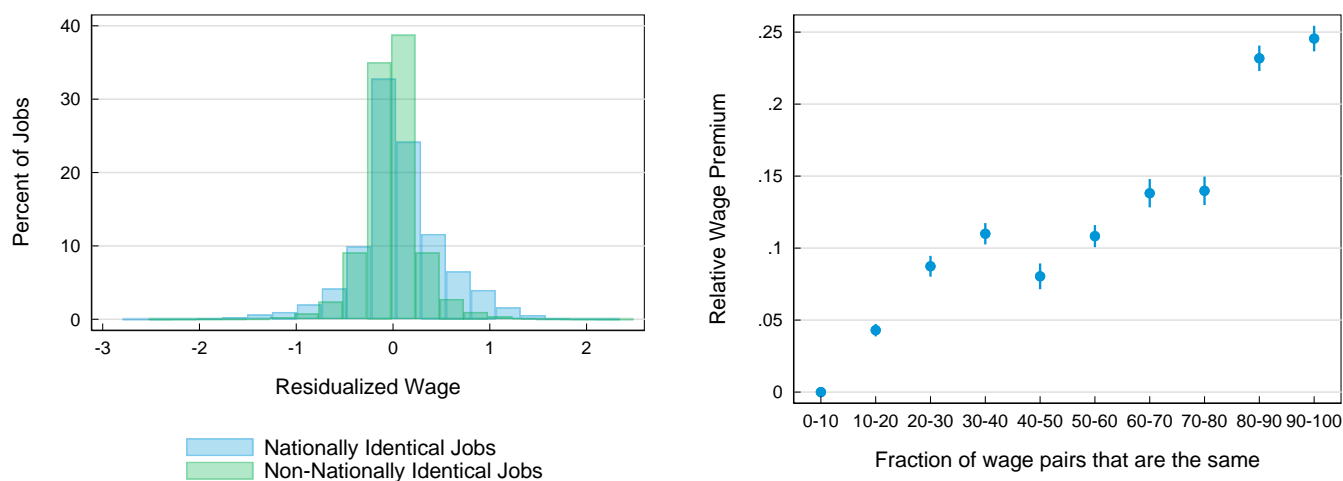 40
30
20
10
0
Percent of Jobs
-3 -2 -1 0 1 2
Residualized Wage
Nationally Identical Jobs
Non-Nationally Identical Jobs
.25
.2
.15
.1
.05
0
Relative Wage Premium
0-10 10-20 20-30 30-40 40-50 50-60 60-70 70-80 80-90 90-100
Fraction of wage pairs that are the same